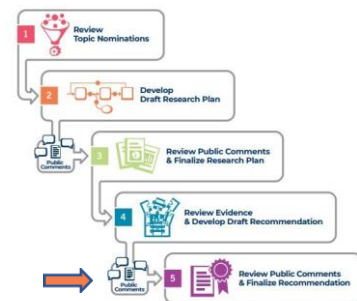 1
Review
Topic Nominations
2
Develop
Draft Research Plan
Public
Comments
3
Review Public Comments
& Finalize Research Plan
4
Review Evidence
& Develop Draft Recommendation
Public
Comments
5
Review Public Comments
& Finalize Recommendation